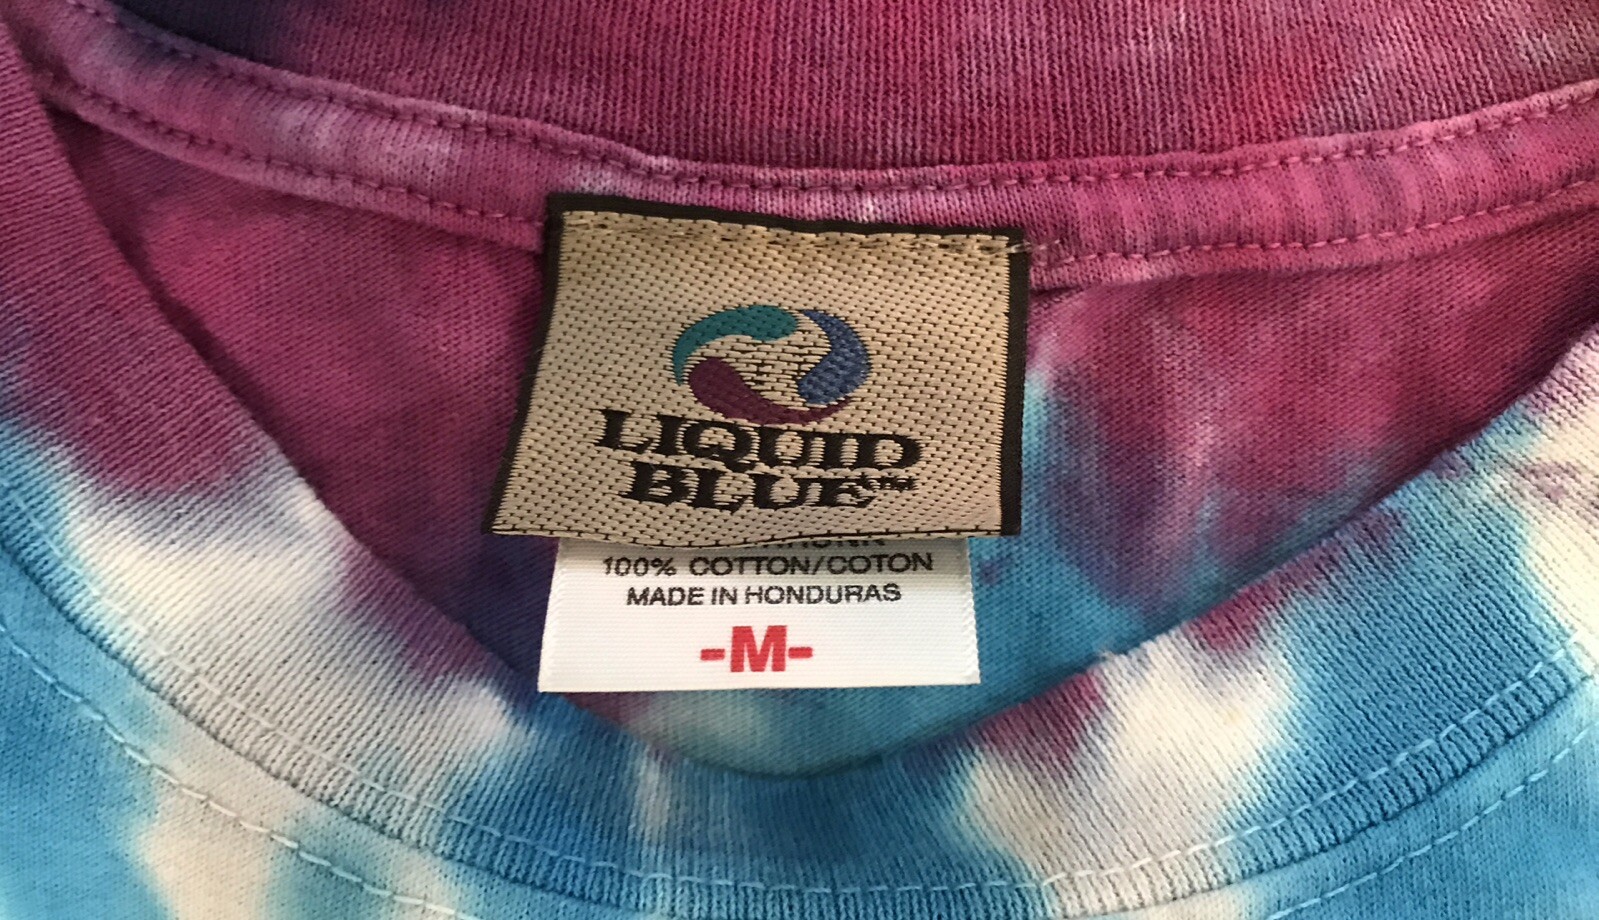 LIQUID
BLUE™
100% COTTON/COTON
MADE IN HONDURAS
-M-